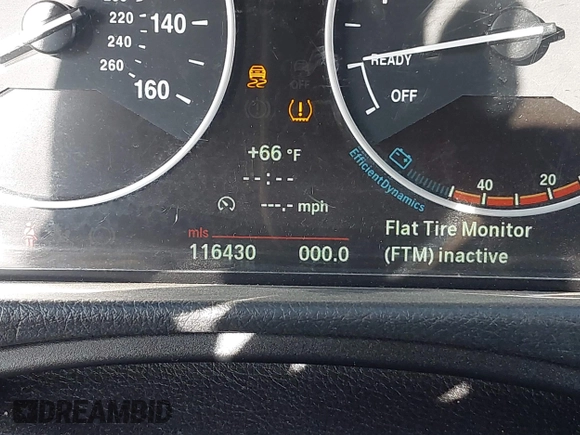 220
140
240
260
160
READY
OFF
OFF
+66 °F
--:--
---.- mph
EfficientDynamics
40
20
mls
116430 000.0
Flat Tire Monitor
(FTM) inactive
DREAMBID